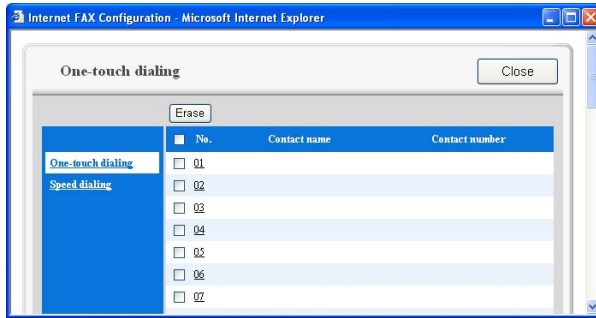 Internet FAX Configuration - Microsoft Internet Explorer
One-touch dialing
Close
Erase
No. Contact name Contact number
One-touch dialing
Speed dialing
01
02
03
04
05
06
07